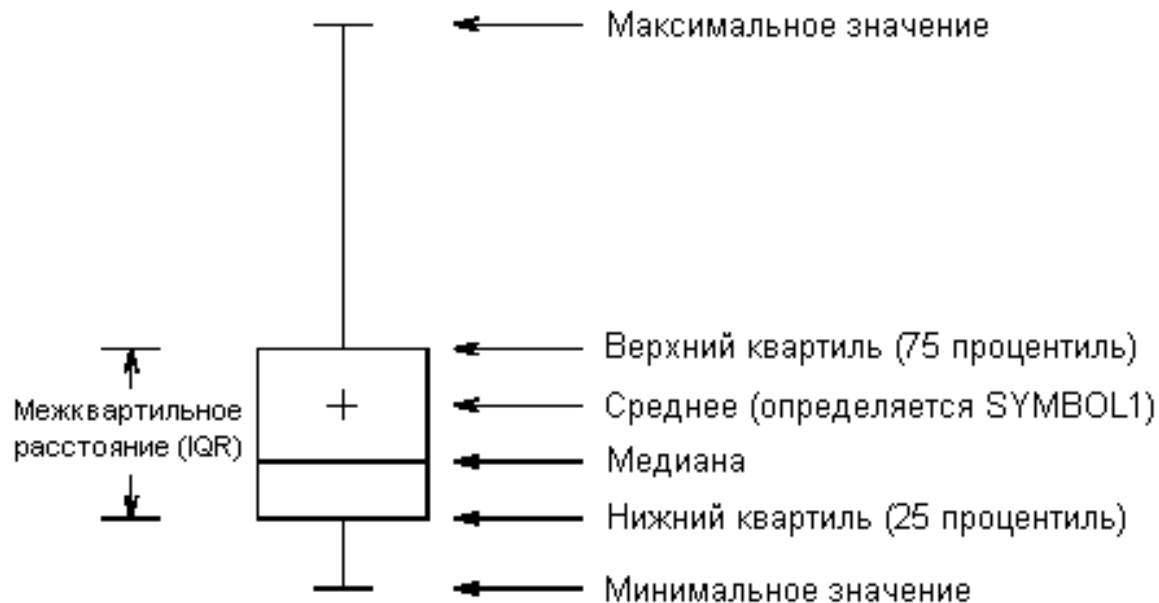 Максимальное значение
Верхний квартиль (75 процентиль)
Межквартильное
расстояние (IQR)
Среднее (определяется SYMBOL1)
Медиана
Нижний квартиль (25 процентиль)
Минимальное значение